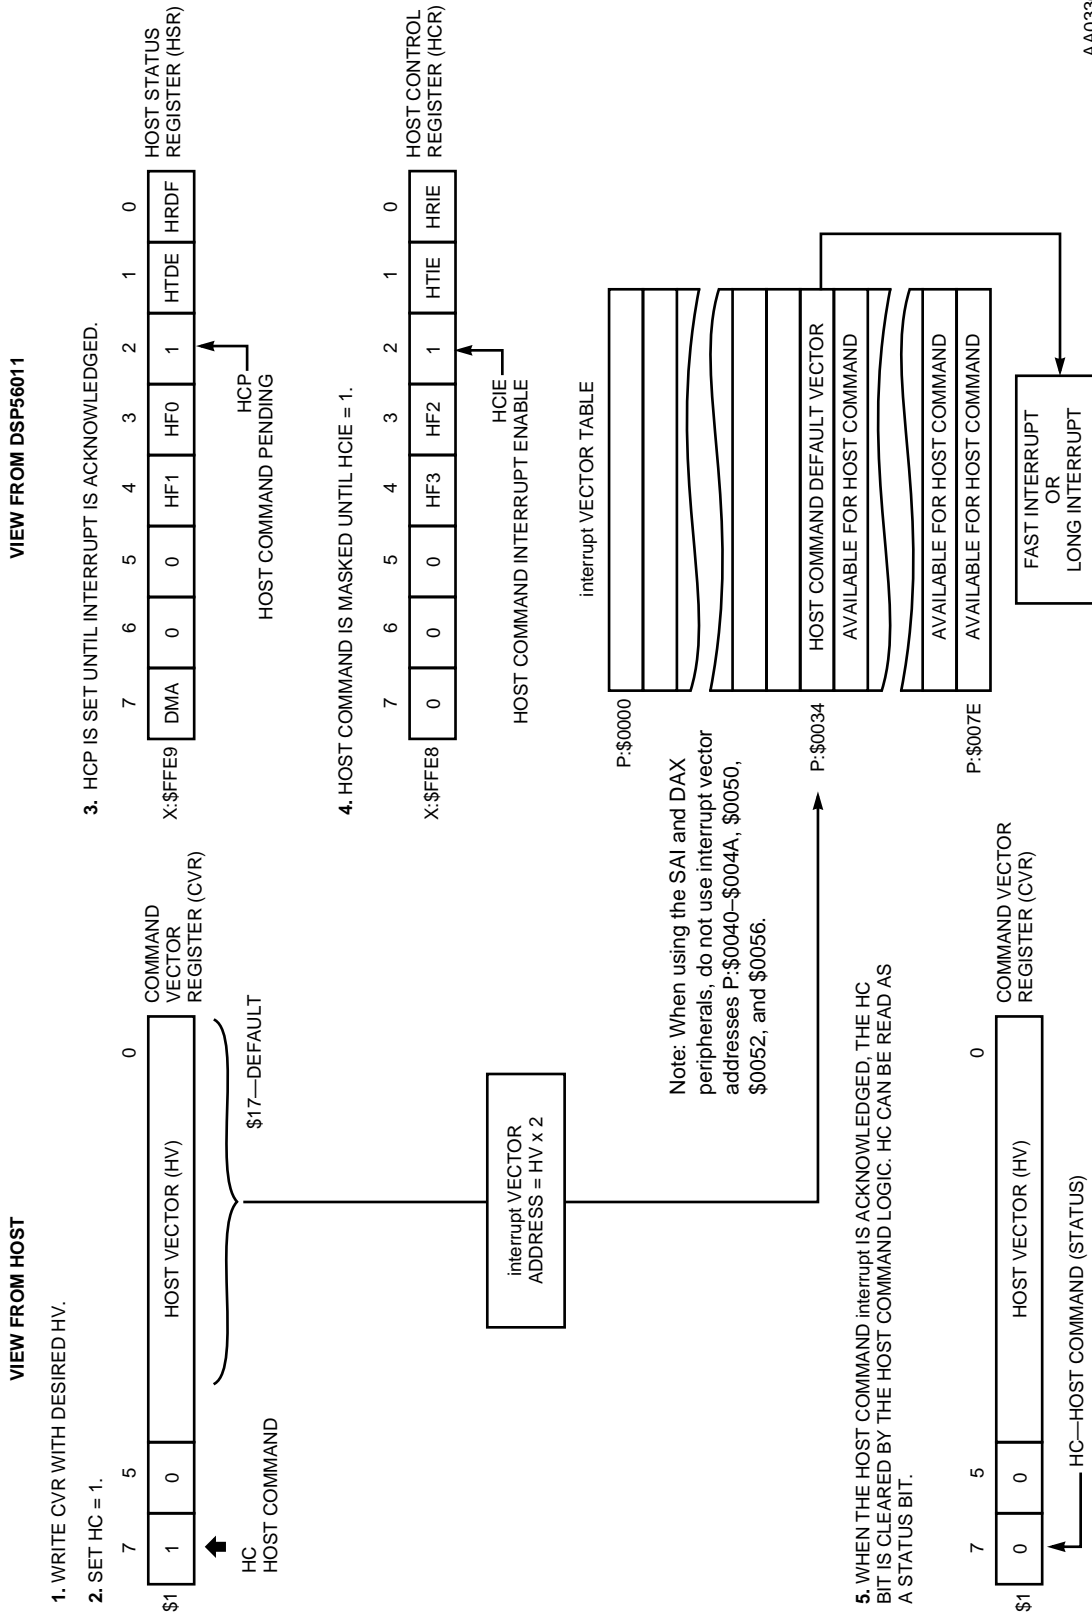 VIEW FROM HOST
1. WRITE CVR WITH DESIRED HV.
2. SET HC = 1.
7 5 0
$1 1 0 HOST VECTOR (HV)
COMMAND
VECTOR
REGISTER (CVR)
HC
HOST COMMAND
$17—DEFAULT
interrupt VECTOR
ADDRESS = HV x 2
5. WHEN THE HOST COMMAND interrupt IS ACKNOWLEDGED, THE HC
BIT IS CLEARED BY THE HOST COMMAND LOGIC. HC CAN BE READ AS
A STATUS BIT.
7 5 0
$1 0 0 HOST VECTOR (HV)
COMMAND VECTOR
REGISTER (CVR)
HC—HOST COMMAND (STATUS)
VIEW FROM DSP56011
3. HCP IS SET UNTIL INTERRUPT IS ACKNOWLEDGED.
7 6 5 4 3 2 1 0
X:$FFE9 DMA 0 0 HF1 HF0 1 HTDE HRDF
HOST STATUS
REGISTER (HSR)
HCP
HOST COMMAND PENDING
4. HOST COMMAND IS MASKED UNTIL HCIE = 1.
7 6 5 4 3 2 1 0
X:$FFE8 0 0 0 HF3 HF2 1 HTIE HRIE
HOST CONTROL
REGISTER (HCR)
HCIE
HOST COMMAND INTERRUPT ENABLE
interrupt VECTOR TABLE
P:$0000
Note: When using the SAI and DAX
peripherals, do not use interrupt vector
addresses P:$0040–$004A, $0050,
$0052, and $0056.
P:$0034 HOST COMMAND DEFAULT VECTOR
AVAILABLE FOR HOST COMMAND
AVAILABLE FOR HOST COMMAND
P:$007E AVAILABLE FOR HOST COMMAND
FAST INTERRUPT
OR
LONG INTERRUPT